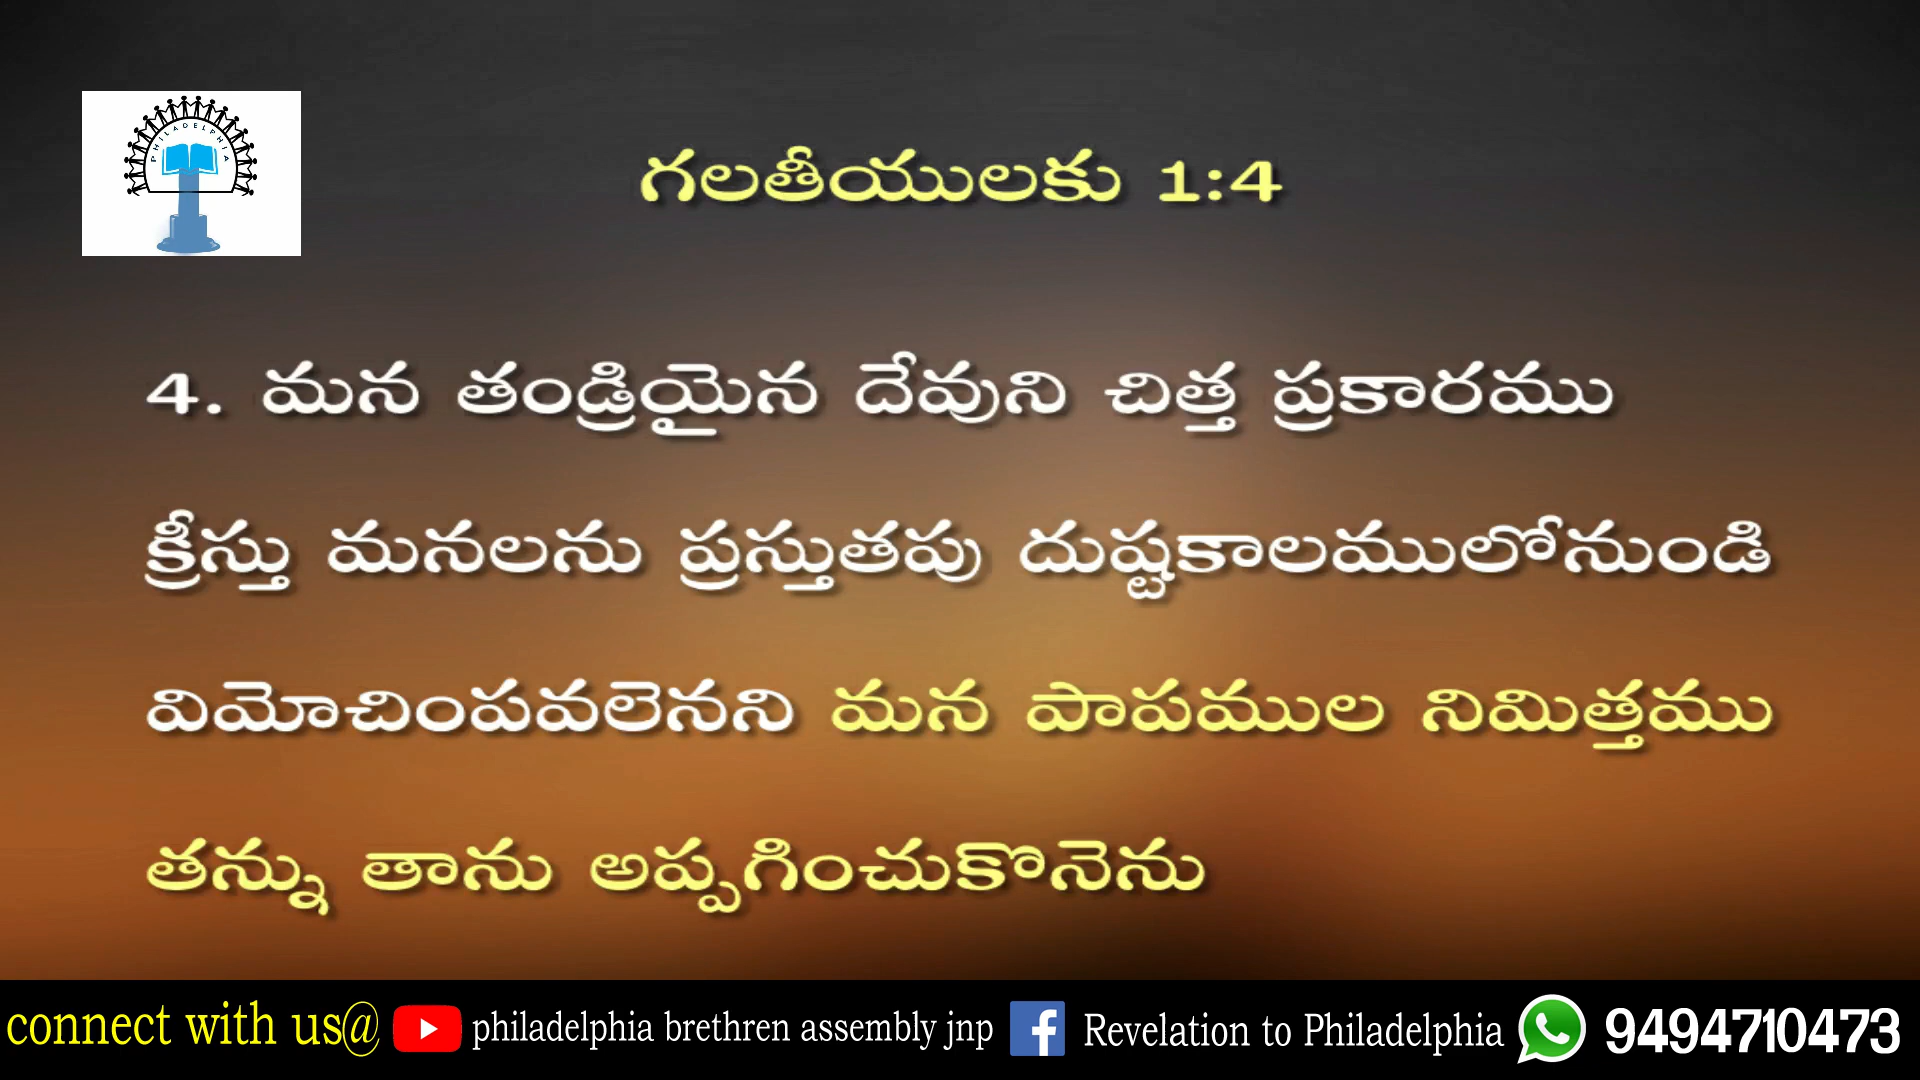 PHILADELPHIA
గలతీయులకు 1:4
4. మన తండ్రియైన దేవుని చిత్త ప్రకారము
క్రీస్తు మనలను ప్రస్తుతపు దుష్టకాలములోనుండి
విమోచింపవలెనని మన పాపముల నిమిత్తము
తన్ను తాను అప్పగించుకొనెను
connect with us@ philadelphia brethren assembly jnp Revelation to Philadelphia 9494710473